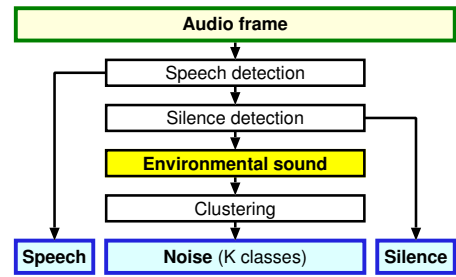 Audio frame
Speech detection
Silence detection
Environmental sound
Clustering
Speech
Noise (K classes)
Silence